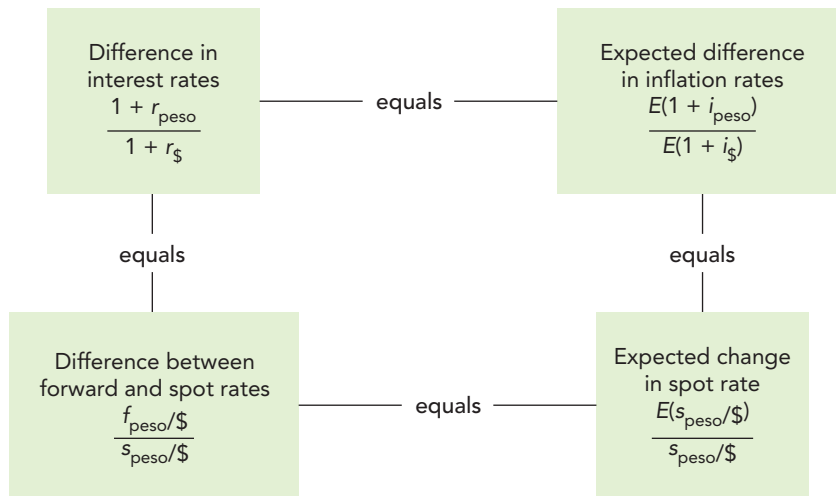 Difference in
interest rates
1 + r_peso
1 + r_$
equals
Expected difference
in inflation rates
E(1 + i_peso)
E(1 + i_$)
equals
equals
Difference between
forward and spot rates
f_peso/$
s_peso/$
equals
Expected change
in spot rate
E(s_peso/$)
s_peso/$